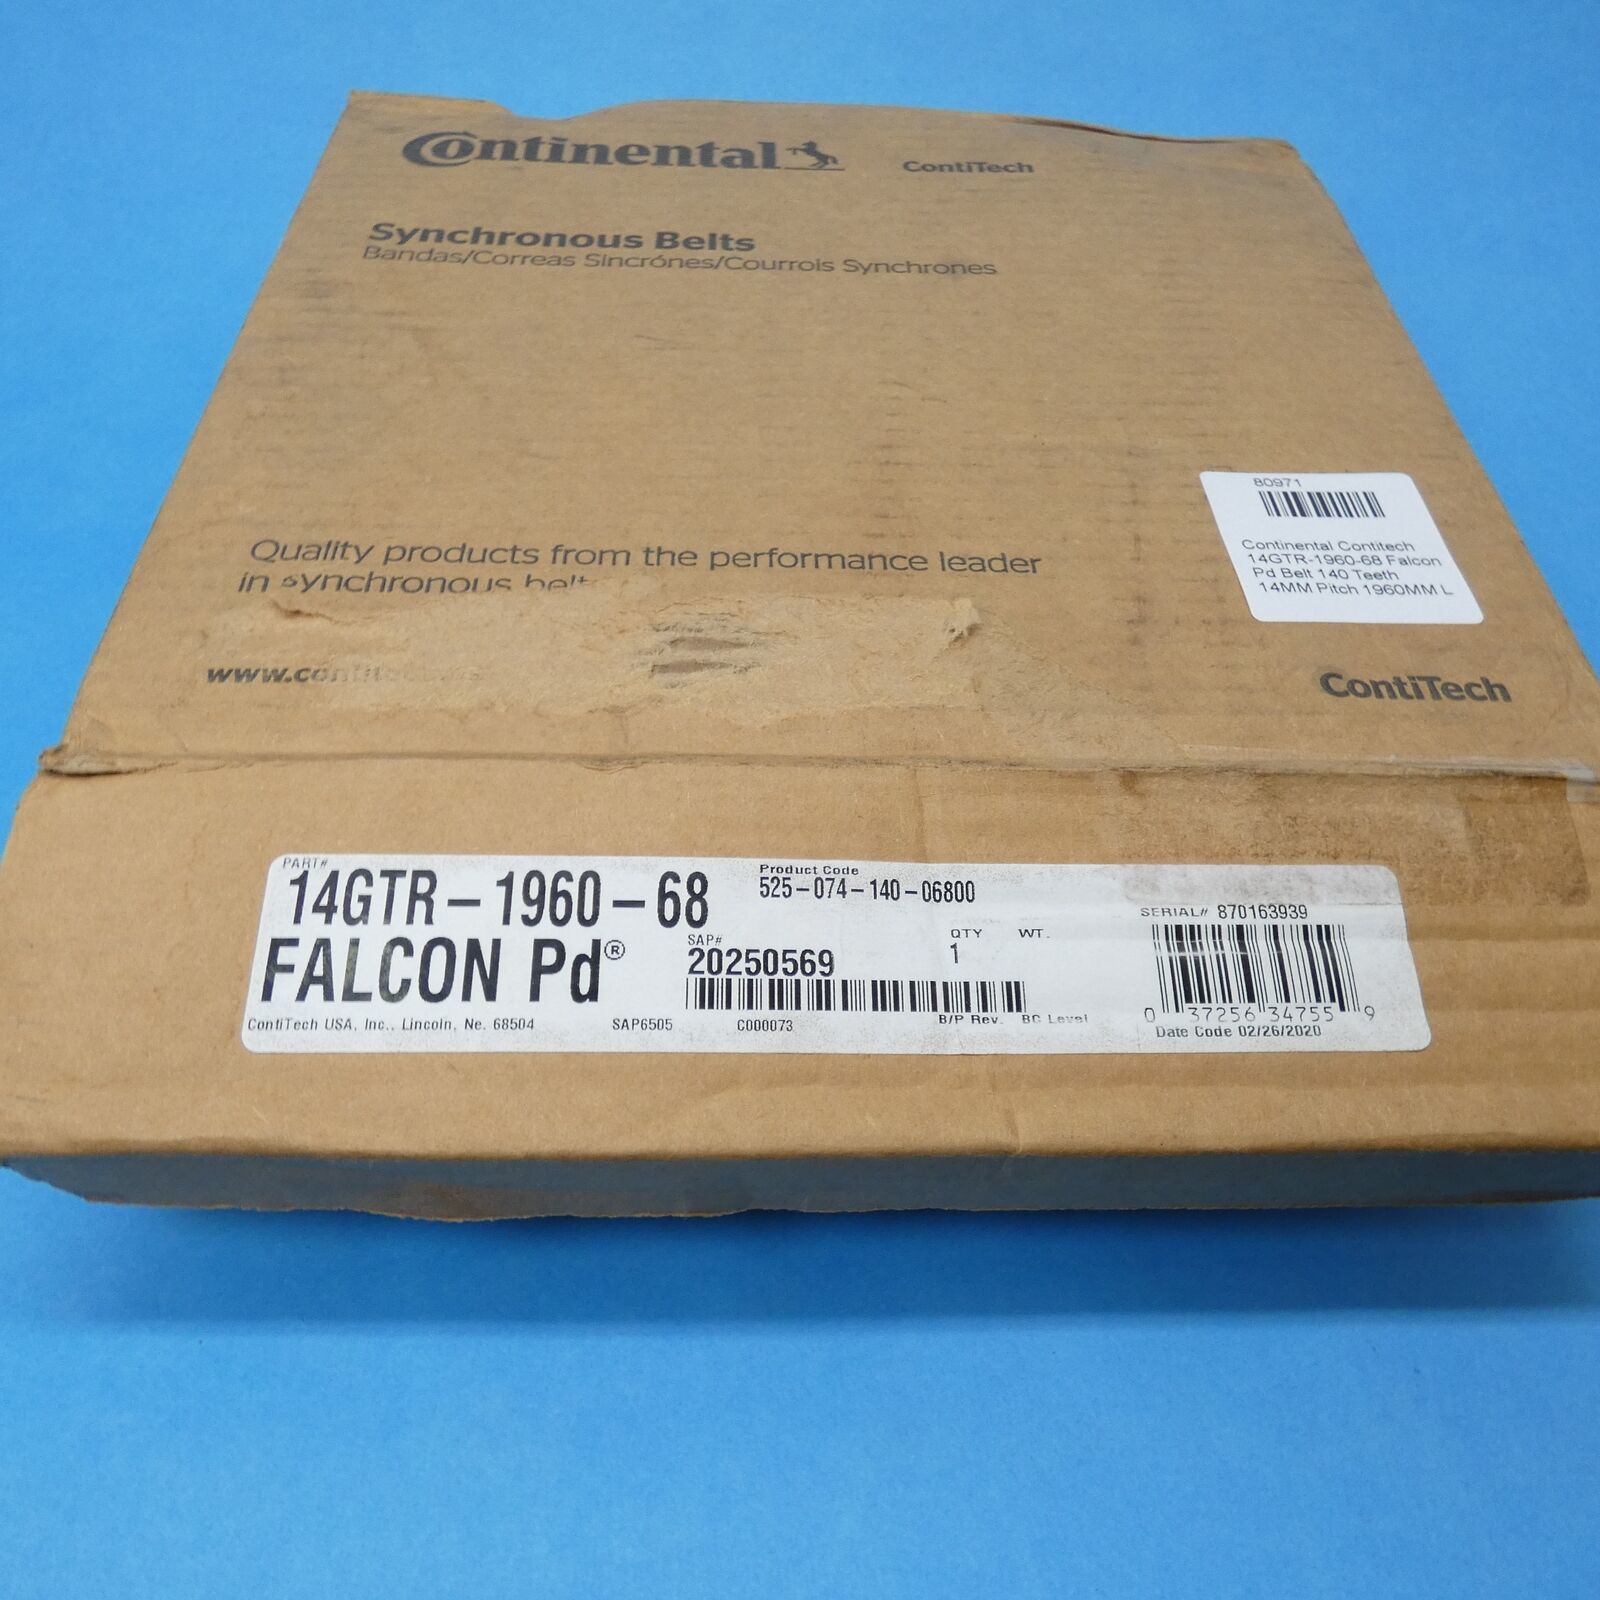 Continental
ContiTech
Synchronous Belts
Bandas/Correas Sincrónes/Courrois Synchrones
80971
Continental Contitech
14GTR-1960-68 Falcon
Pd Belt 140 Teeth
14MM Pitch 1960MM L
Quality products from the performance leader
in synchronous belt
www.contitech
ContiTech
PART#
14GTR-1960-68
FALCON Pd®
Product Code
525-074-140-06800
SAP#
20250569
QTY WT.
1
SERIAL# 870163939
0 37256 34755 9
ContiTech USA, Inc., Lincoln, Ne. 68504 SAP6505 C000073 B/P Rev. BC Level
Date Code 02/26/2020